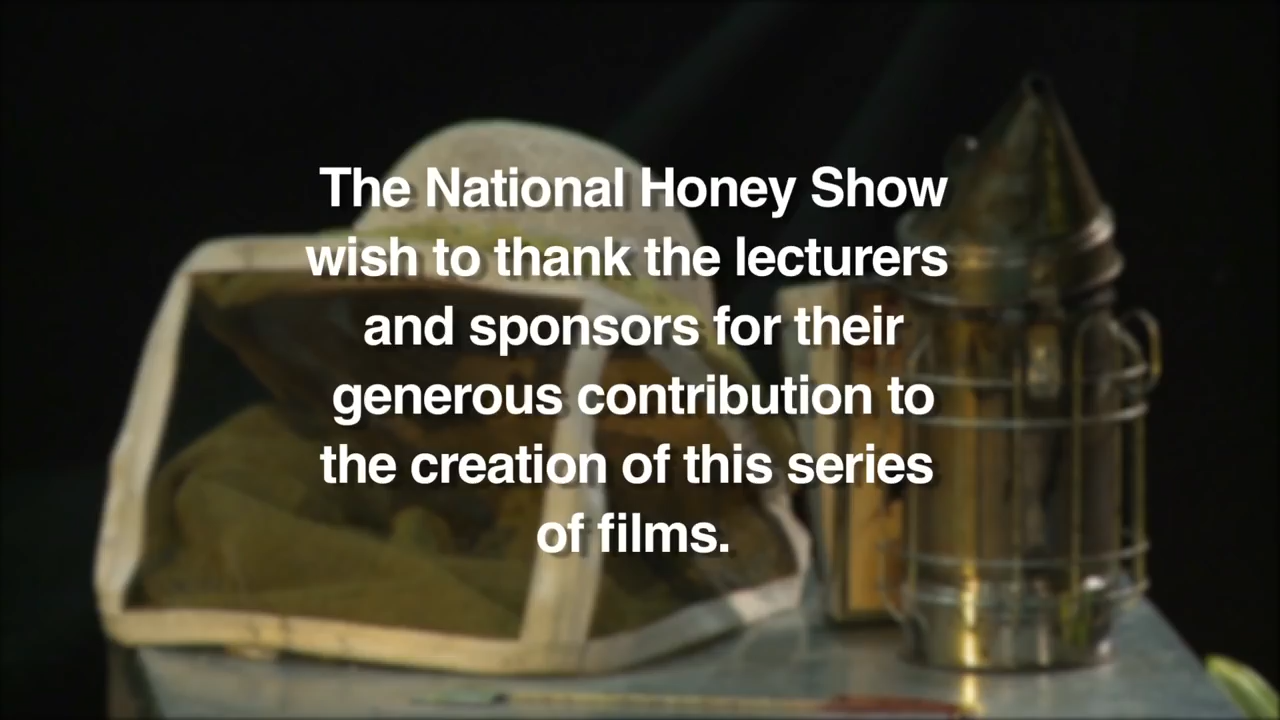 The National Honey Show
wish to thank the lecturers
and sponsors for their
generous contribution to
the creation of this series
of films.